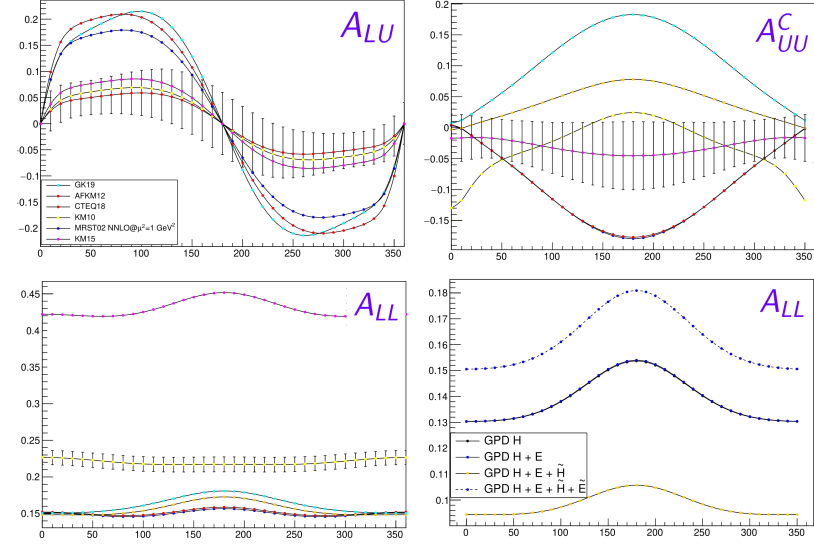 A_LU
0.2
0.15
0.1
0.05
0
−0.05
−0.1
−0.15
−0.2
GK19
AFKM12
CTEQ18
KM10
MRST02 NNLO@μ²=1 GeV²
KM15
0 50 100 150 200 250 300 350
A^C_UUU
0.2
0.15
0.1
0.05
0
−0.05
−0.1
−0.15
0 50 100 150 200 250 300 350
A_LL
0.45
0.4
0.35
0.3
0.25
0.2
0.15
0 50 100 150 200 250 300 350
A_LL
0.18
0.17
0.16
0.15
0.14
0.13
0.12
0.11
0.1
GPD H
GPD H + E
GPD H + E + H̃
GPD H + E + H̃ + Ẽ
0 50 100 150 200 250 300 350